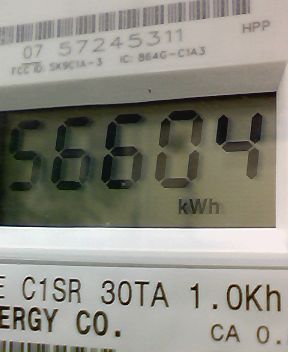 07 57245311
HPP
FCC ID: SK9C1A-3 IC: 864G-C1A3
56604
kWh
E C1SR 30TA 1.0Kh
ERGY CO.
CA 0.